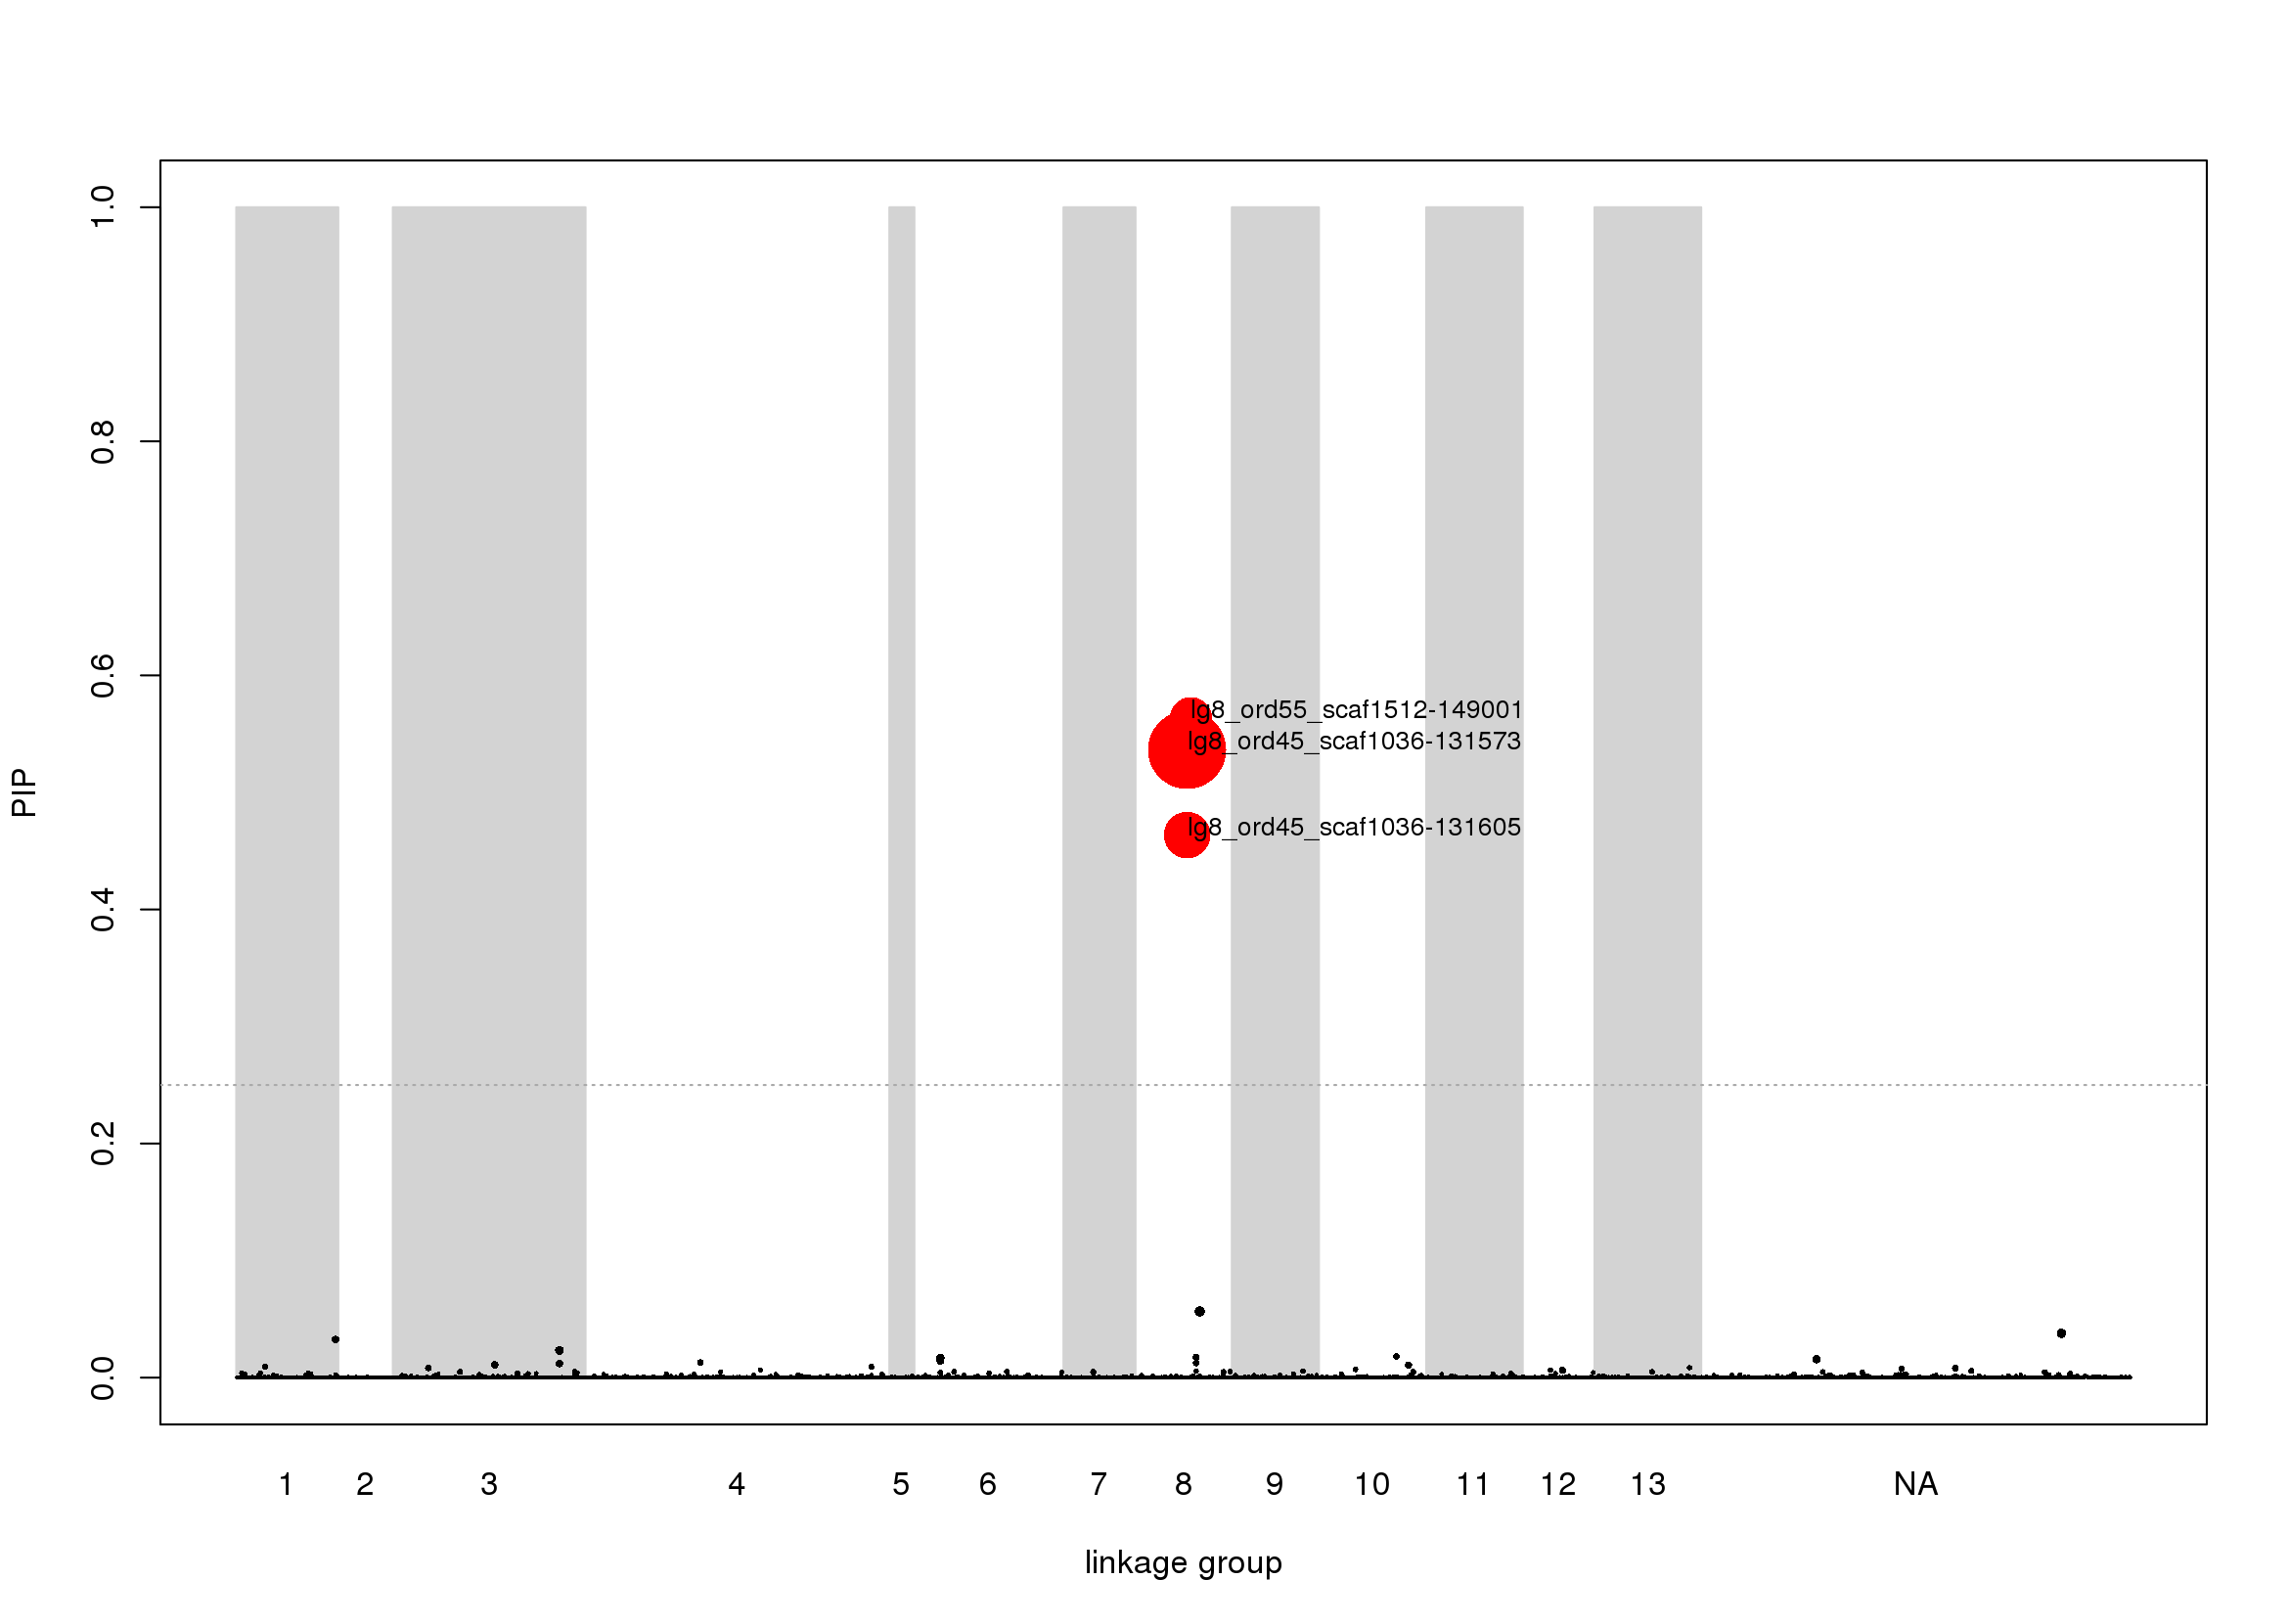 1.0
0.8
0.6
0.4
0.2
0.0
PIP
lg8_ord55_scaf1512-149001
lg8_ord45_scaf1036-131573
lg8_ord45_scaf1036-131605
1 2 3 4 5 6 7 8 9 10 11 12 13 NA
linkage group